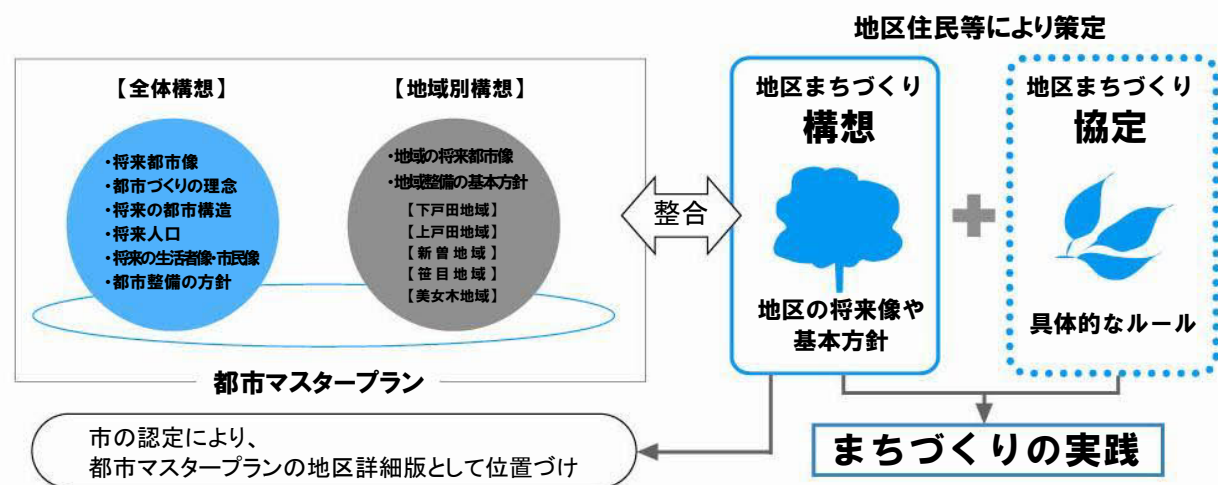 【全体構想】
・将来都市像
・都市づくりの理念
・将来の都市構造
・将来人口
・将来の生活者像・市民像
・都市整備の方針
【地域別構想】
・地域の将来都市像
・地域整備の基本方針
【下戸田地域】
【上戸田地域】
【新曽地域】
【笹目地域】
【美女木地域】
都市マスタープラン
整合
地区住民等により策定
地区まちづくり
構想
地区の将来像や
基本方針
地区まちづくり
協定
具体的なルール
市の認定により、
都市マスタープランの地区詳細版として位置づけ
まちづくりの実践